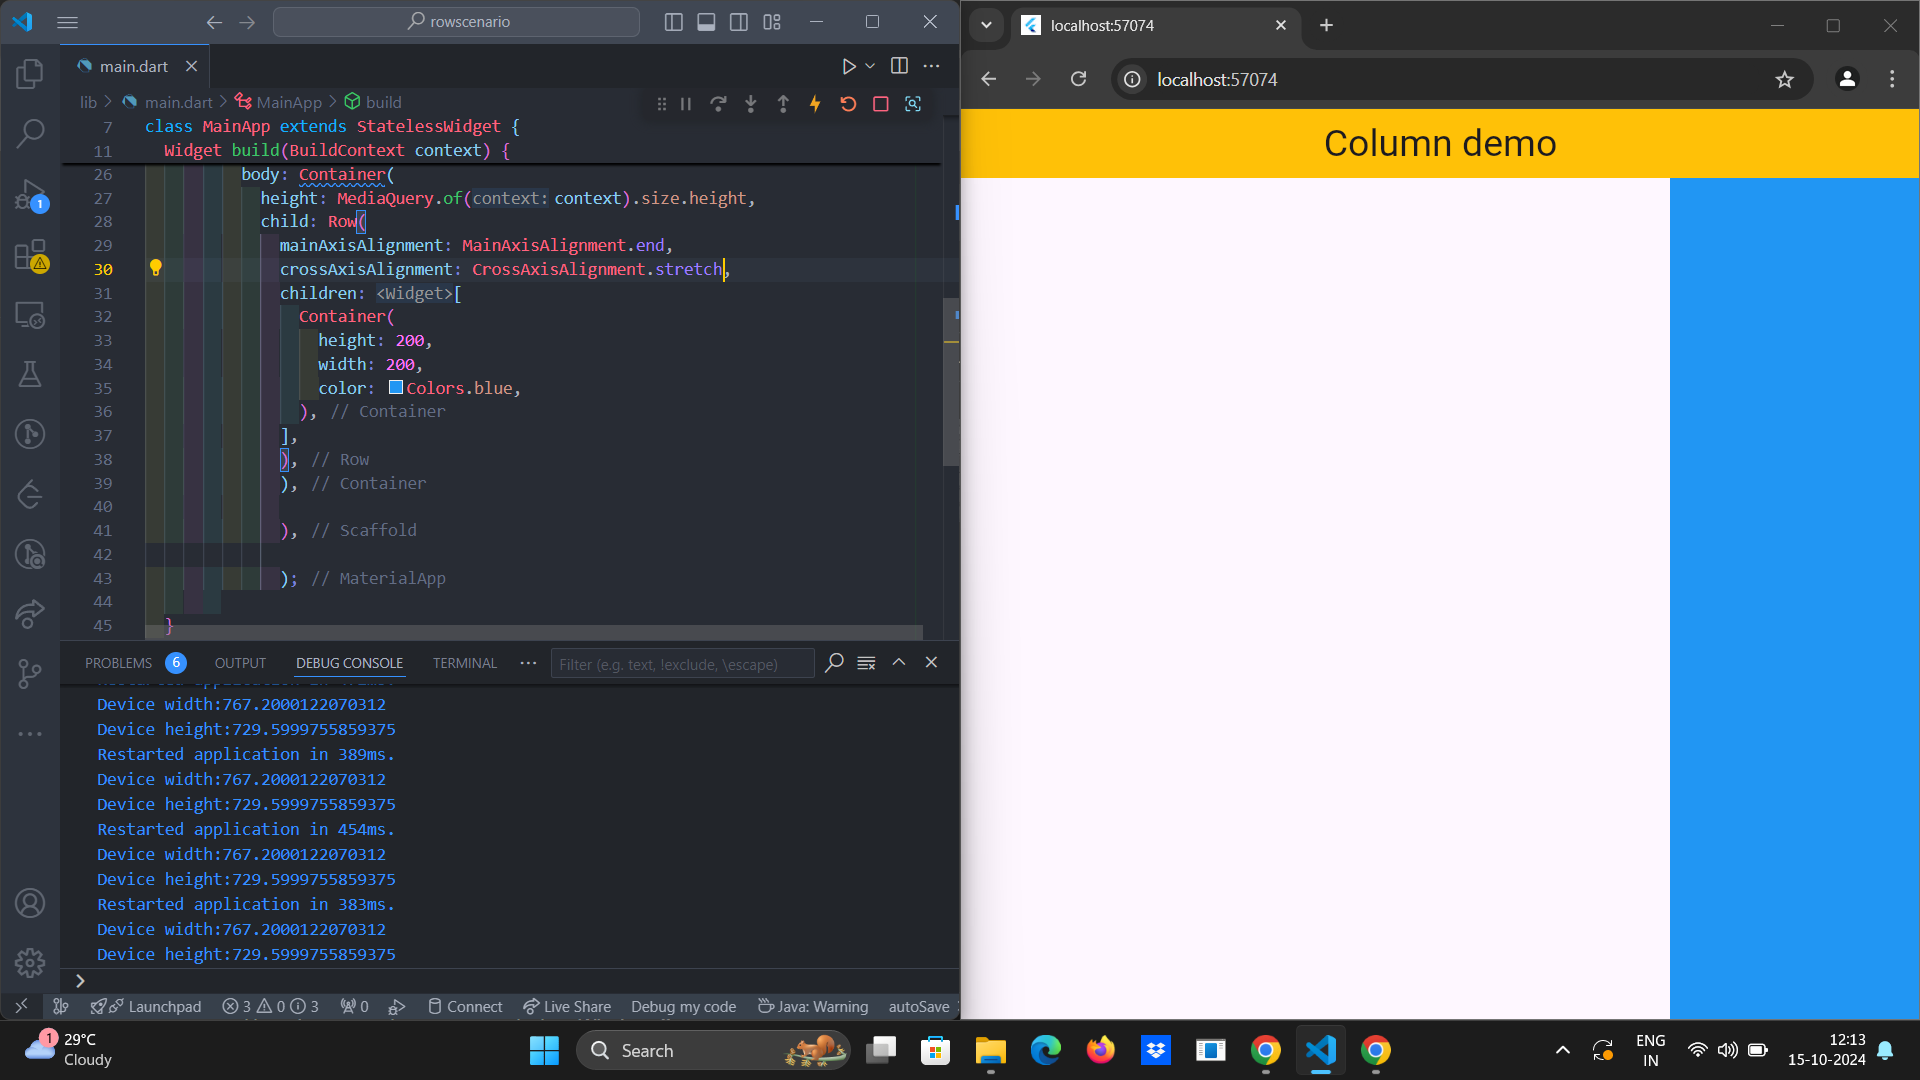 rowscenario
main.dart
lib main.dart MainApp build
7 class MainApp extends StatelessWidget {
11 Widget build(BuildContext context) {
26 body: Container(
27 height: MediaQuery.of(context: context).size.height,
28 child: Row(
29 mainAxisAlignment: MainAxisAlignment.end,
30 crossAxisAlignment: CrossAxisAlignment.stretch,
31 children: <Widget>[
32 Container(
33 height: 200,
34 width: 200,
35 color: Colors.blue,
36 ), // Container
37 ],
38 ), // Row
39 ), // Container
40
41 ), // Scaffold
42
43 ); // MaterialApp
44
45 }
1
PROBLEMS 6 OUTPUT DEBUG CONSOLE TERMINAL Filter (e.g. text, !exclude, \escape)
Device width:767.2000122070312
Device height:729.5999755859375
Restarted application in 389ms.
Device width:767.2000122070312
Device height:729.5999755859375
Restarted application in 454ms.
Device width:767.2000122070312
Device height:729.5999755859375
Restarted application in 383ms.
Device width:767.2000122070312
Device height:729.5999755859375
Launchpad 3 0 3 0 Connect Live Share Debug my code Java: Warning autoSave
localhost:57074
localhost:57074
Column demo
1 29°C
Cloudy
Search
ENG
IN
12:13
15-10-2024